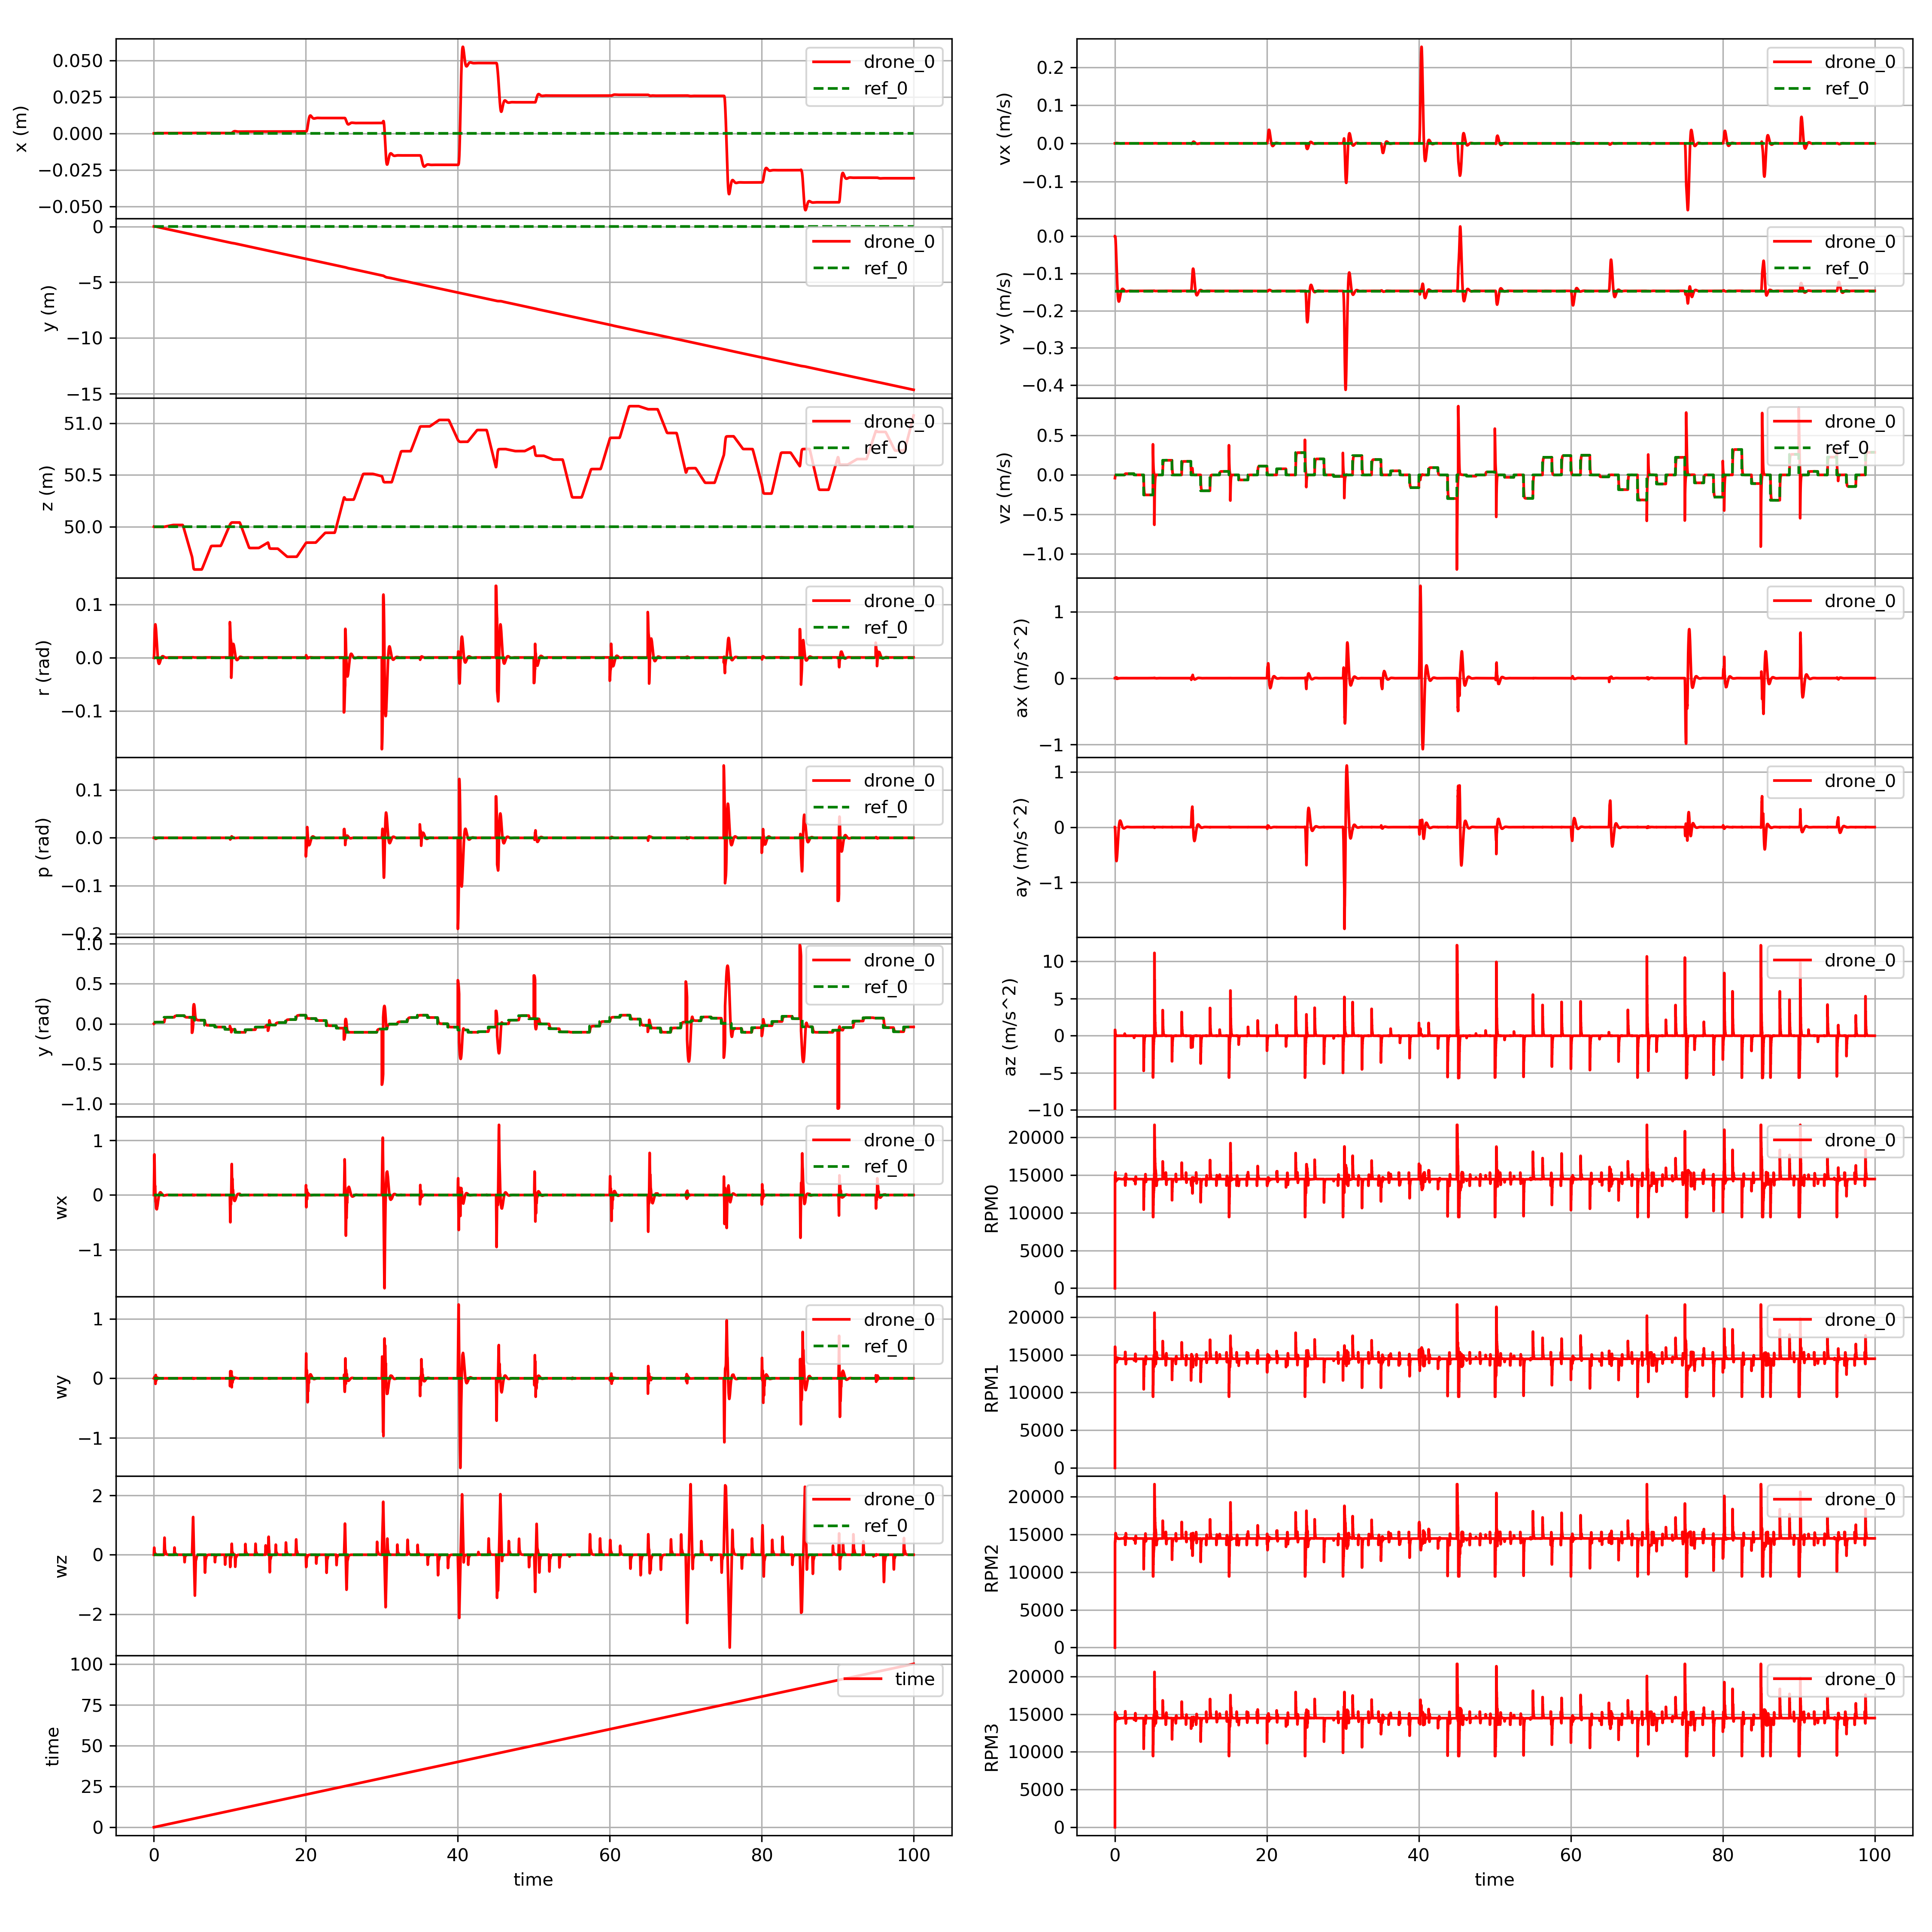 0.050
0.025
0.000
−0.025
−0.050
x (m)
drone_0
ref_0
0
−5
−10
−15
y (m)
drone_0
ref_0
51.0
50.5
50.0
z (m)
drone_0
ref_0
0.1
0.0
−0.1
r (rad)
drone_0
ref_0
0.1
0.0
−0.1
−0.2
p (rad)
drone_0
ref_0
1.0
0.5
0.0
−0.5
−1.0
y (rad)
drone_0
ref_0
1
0
−1
wx
drone_0
ref_0
1
0
−1
wy
drone_0
ref_0
2
0
−2
wz
drone_0
ref_0
100
75
50
25
0
time
time
0 20 40 60 80 100
time
0.2
0.1
0.0
−0.1
vx (m/s)
drone_0
ref_0
0.0
−0.1
−0.2
−0.3
−0.4
vy (m/s)
drone_0
ref_0
0.5
0.0
−0.5
−1.0
vz (m/s)
drone_0
ref_0
1
0
−1
ax (m/s^2)
drone_0
1
0
−1
ay (m/s^2)
drone_0
10
5
0
−5
−10
az (m/s^2)
drone_0
20000
15000
10000
5000
0
RPM0
drone_0
20000
15000
10000
5000
0
RPM1
drone_0
20000
15000
10000
5000
0
RPM2
drone_0
20000
15000
10000
5000
0
RPM3
drone_0
0 20 40 60 80 100
time